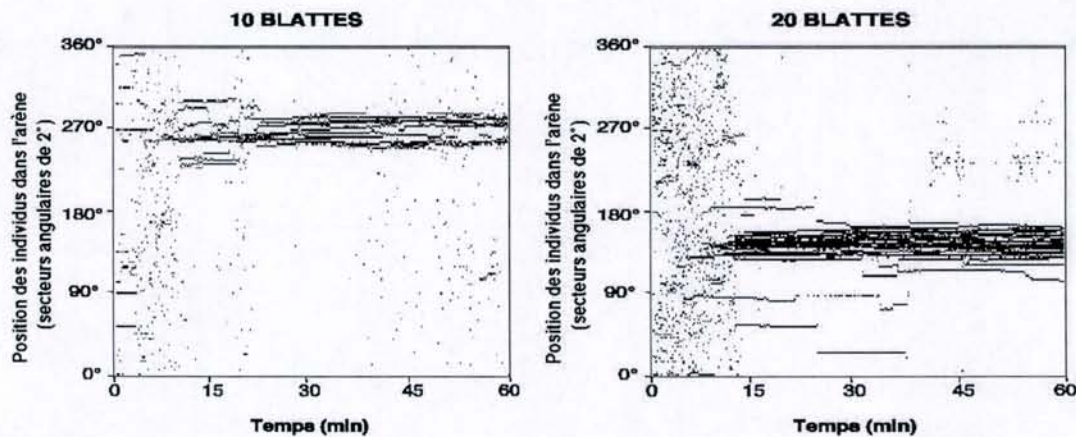 10 BLATTES
Position des individus dans l'arène
(secteurs angulaires de 2°)
360°
270°
180°
90°
0°
0 15 30 45 60
Temps (min)
20 BLATTES
Position des individus dans l'arène
(secteurs angulaires de 2°)
360°
270°
180°
90°
0°
0 15 30 45 60
Temps (min)